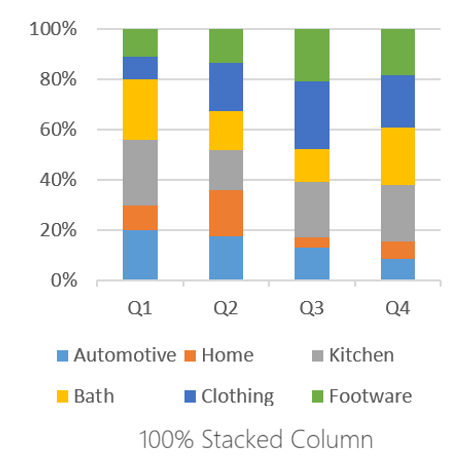 100%
80%
60%
40%
20%
0%
Q1 Q2 Q3 Q4
Automotive Home Kitchen
Bath Clothing Footware
100% Stacked Column